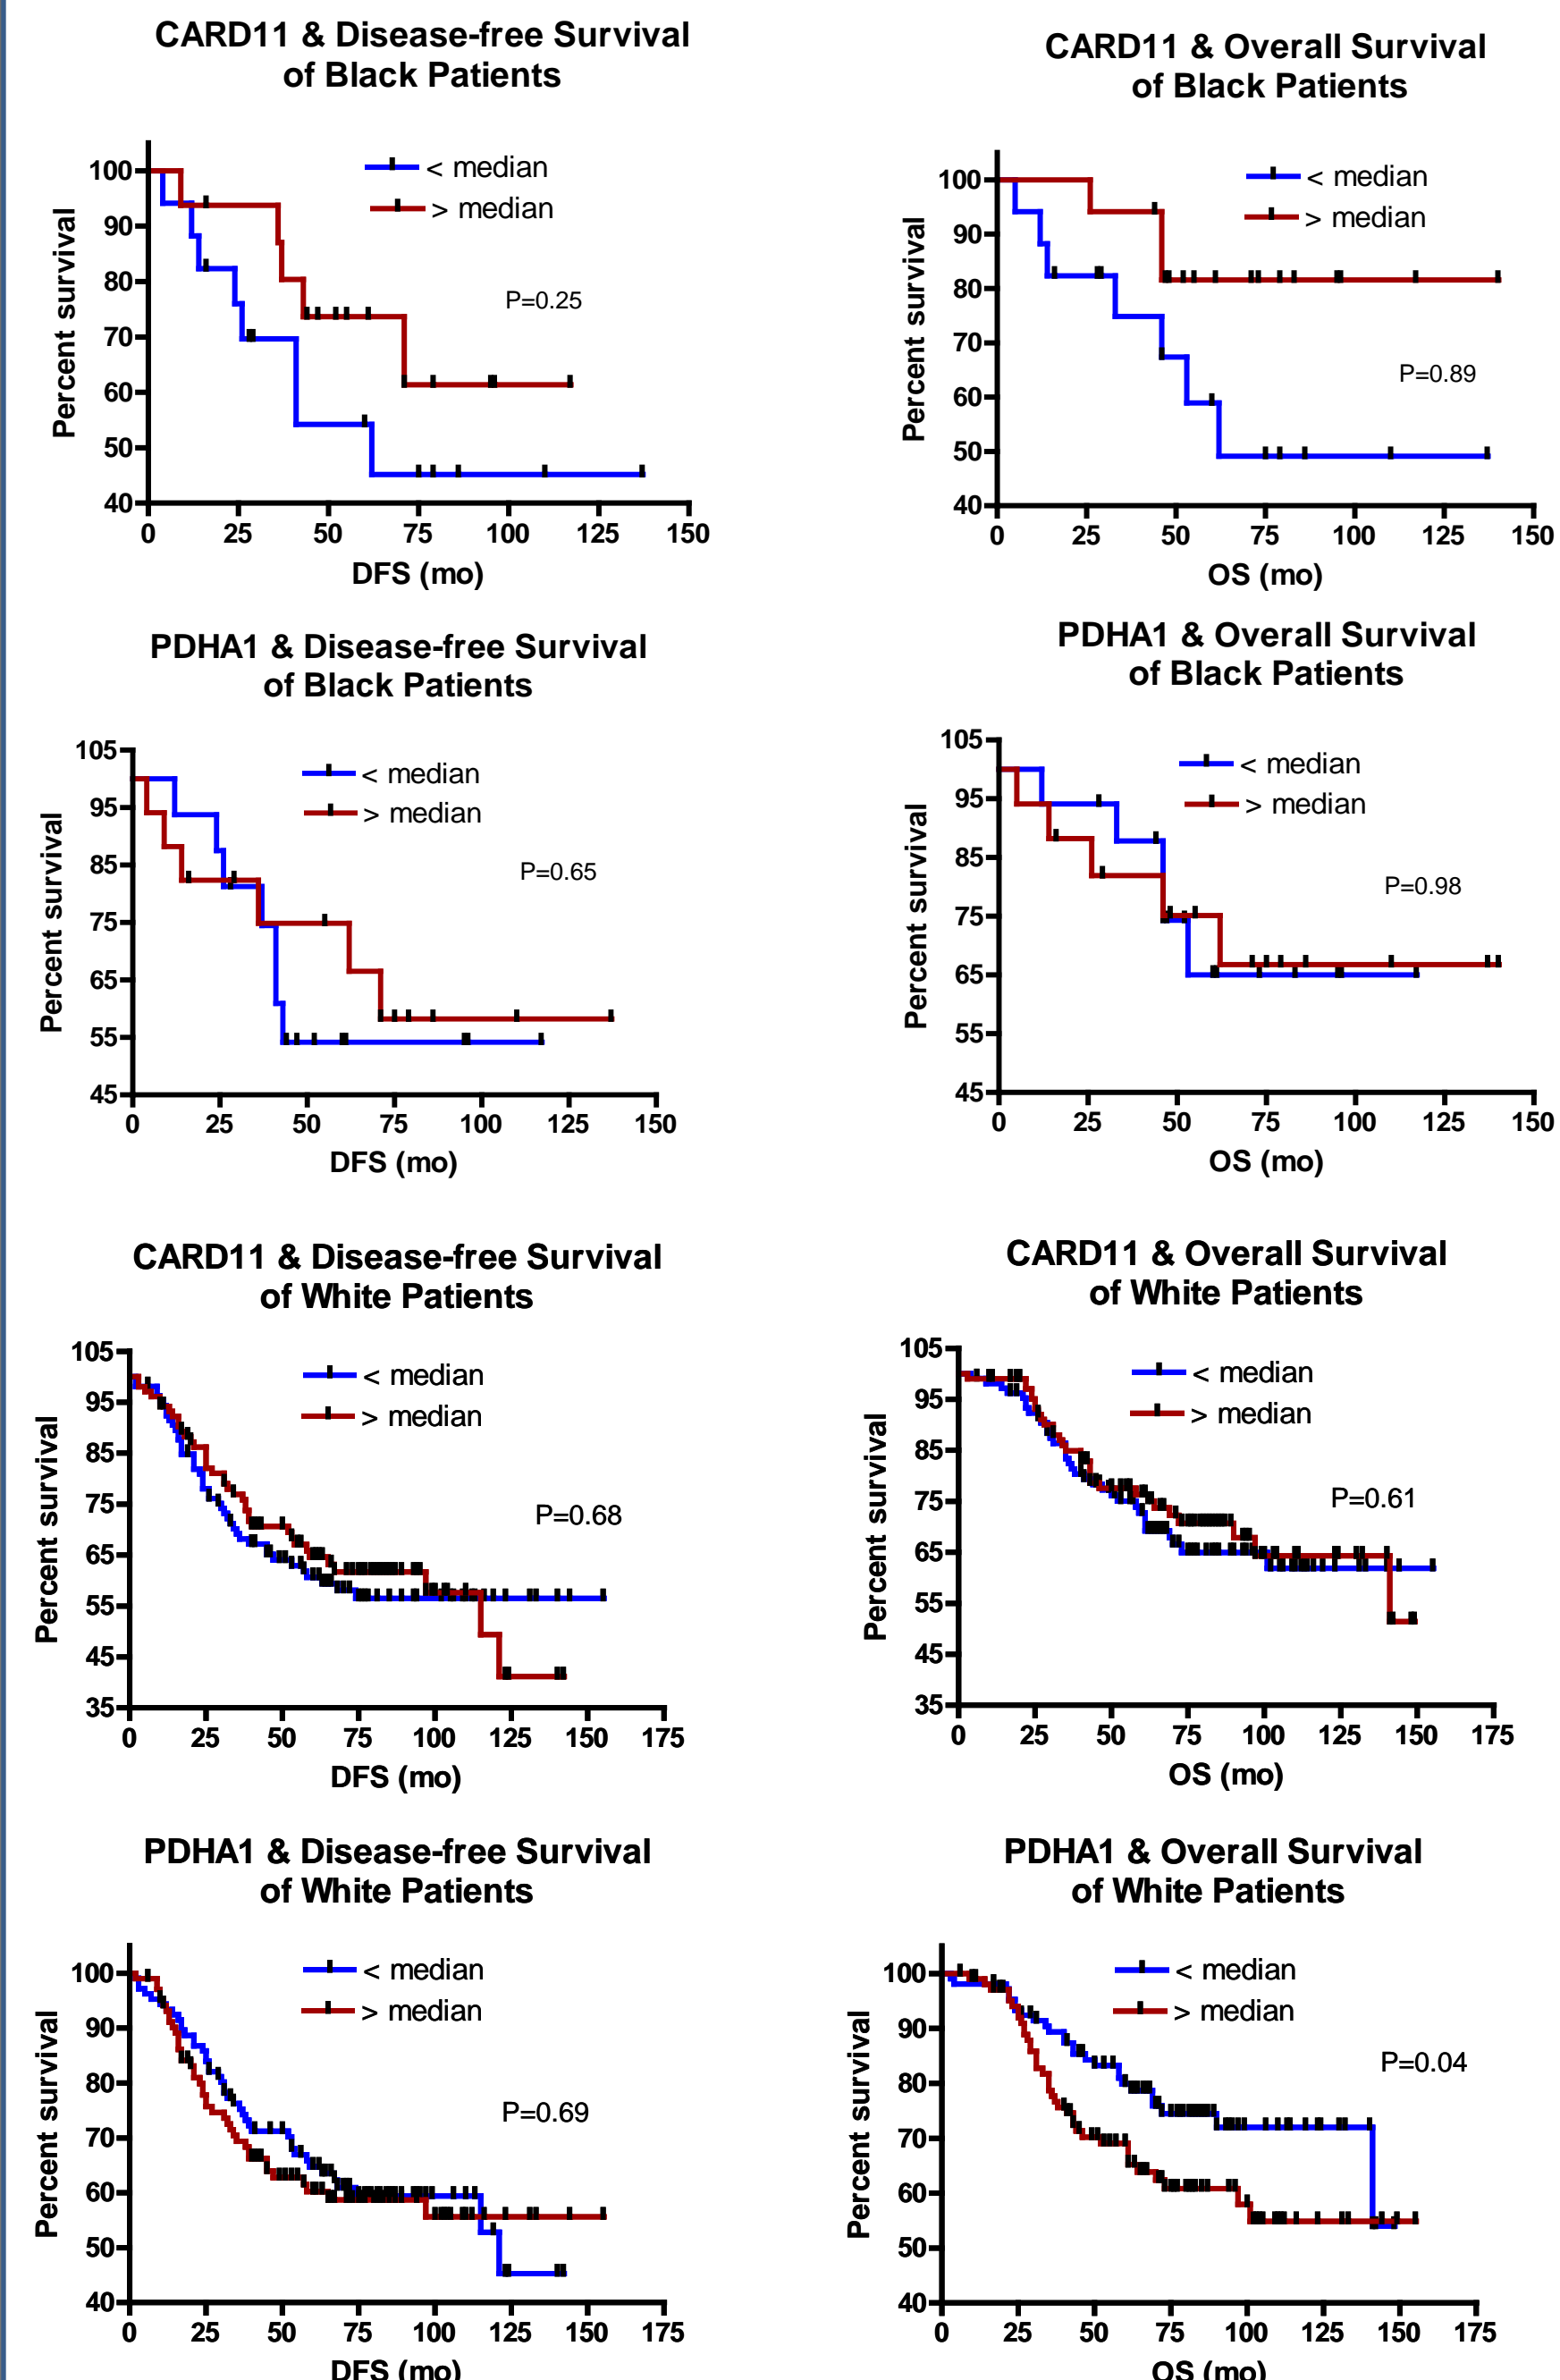 CARD11 & Disease-free Survival
of Black Patients
100
90
80
70
60
50
40
0 25 50 75 100 125 150
Percent survival
DFS (mo)
< median
> median
P=0.25
CARD11 & Overall Survival
of Black Patients
100
90
80
70
60
50
40
0 25 50 75 100 125 150
Percent survival
OS (mo)
< median
> median
P=0.89
PDHA1 & Disease-free Survival
of Black Patients
105
95
85
75
65
55
45
0 25 50 75 100 125 150
Percent survival
DFS (mo)
< median
> median
P=0.65
PDHA1 & Overall Survival
of Black Patients
105
95
85
75
65
55
45
0 25 50 75 100 125 150
Percent survival
OS (mo)
< median
> median
P=0.98
CARD11 & Disease-free Survival
of White Patients
105
95
85
75
65
55
45
35
0 25 50 75 100 125 150 175
Percent survival
DFS (mo)
< median
> median
P=0.68
CARD11 & Overall Survival
of White Patients
105
95
85
75
65
55
45
35
0 25 50 75 100 125 150 175
Percent survival
OS (mo)
< median
> median
P=0.61
PDHA1 & Disease-free Survival
of White Patients
100
90
80
70
60
50
40
0 25 50 75 100 125 150 175
Percent survival
DFS (mo)
< median
> median
P=0.69
PDHA1 & Overall Survival
of White Patients
100
90
80
70
60
50
40
0 25 50 75 100 125 150 175
Percent survival
OS (mo)
< median
> median
P=0.04